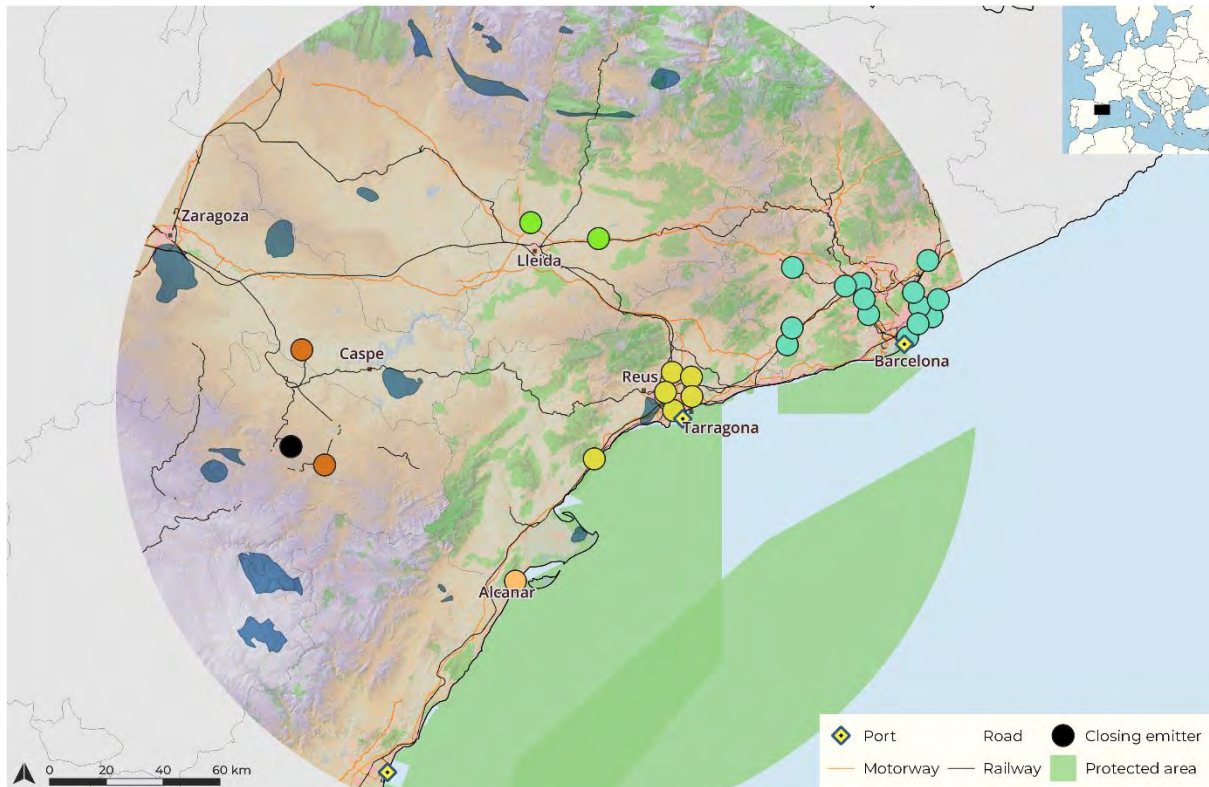 Zaragoza
Lleida
Caspe
Reus
Barcelona
Tarragona
Alcanar
0 20 40 60 km
Port Road Closing emitter
Motorway Railway Protected area